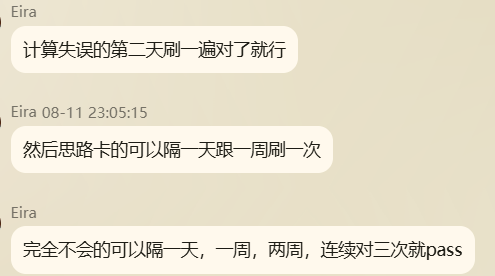 Eira
计算失误的第二天刷一遍对了就行
Eira 08-11 23:05:15
然后思路卡的可以隔一天跟一周刷一次
Eira
完全不会的可以隔一天，一周，两周，连续对三次就pass